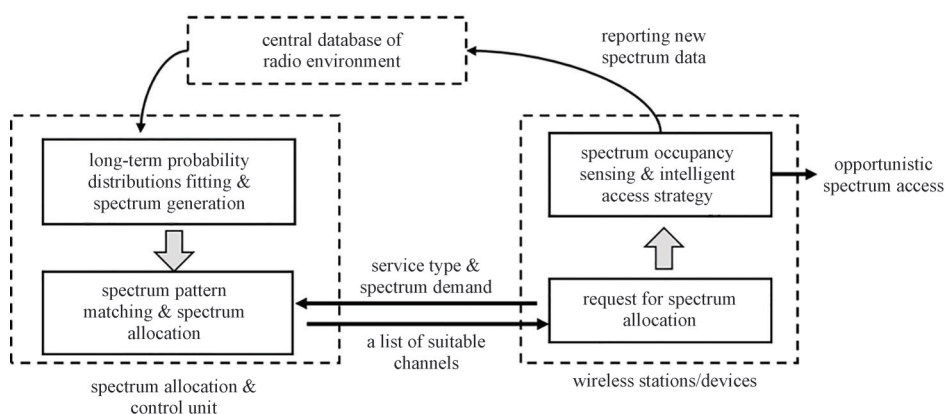 central database of
radio environment
reporting new
spectrum data
long-term probability
distributions fitting &
spectrum generation
spectrum occupancy
sensing & intelligent
access strategy
opportunistic
spectrum access
spectrum pattern
matching & spectrum
allocation
service type &
spectrum demand
a list of suitable
channels
request for spectrum
allocation
spectrum allocation &
control unit
wireless stations/devices